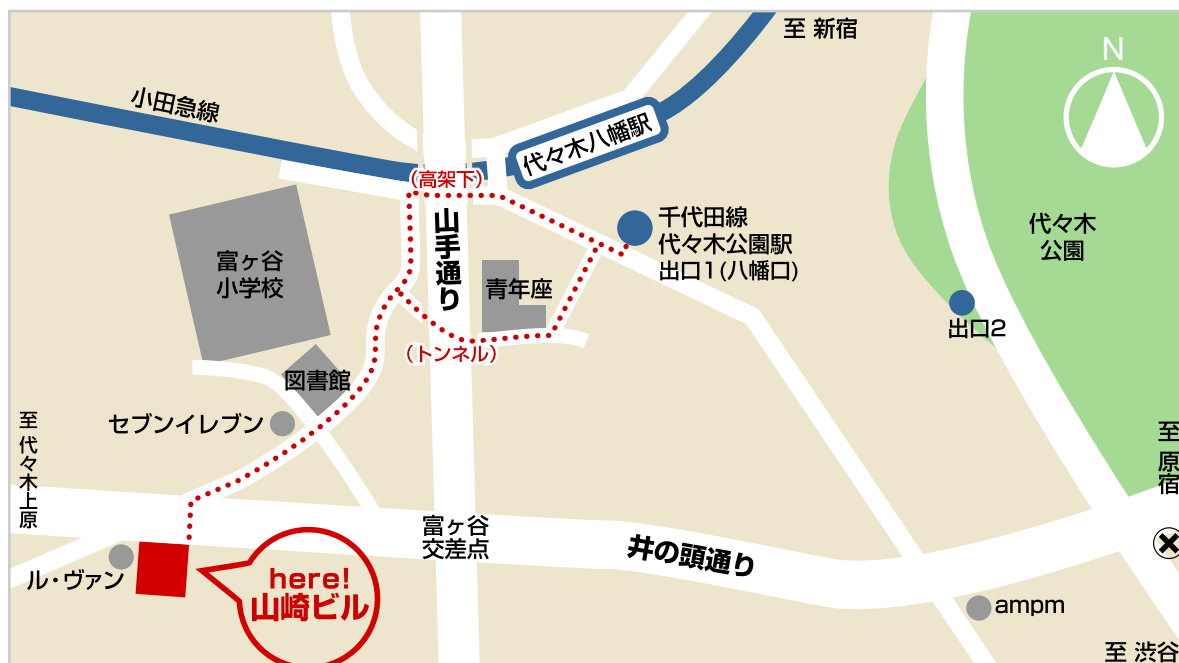 至 新宿
N
小田急線
代々木八幡駅
(高架下)
山手通り
千代田線
代々木公園駅
出口1(八幡口)
代々木
公園
富ヶ谷
小学校
青年座
出口2
(トンネル)
図書館
セブンイレブン
至 代々木上原
至 原宿
富ヶ谷
交差点
井の頭通り
ル・ヴァン
here!
山崎ビル
ampm
至 渋谷